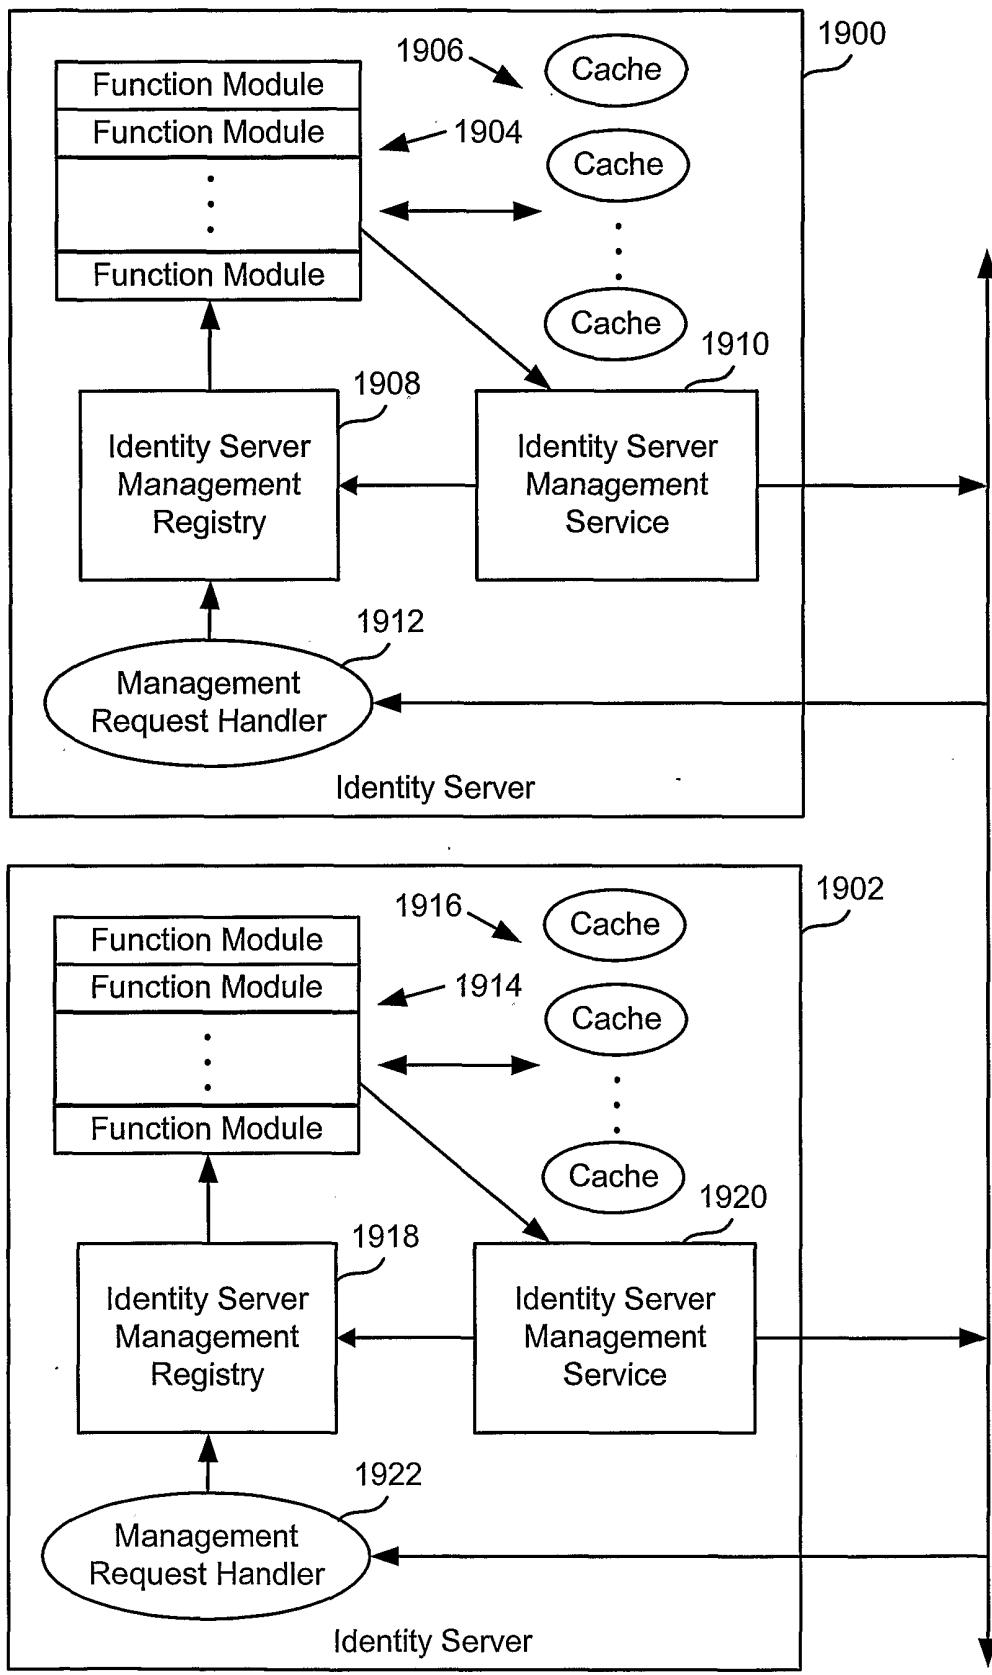 1900
1906
Cache
Function Module
Function Module
1904
Cache
Function Module
Cache
1910
1908
Identity Server
Management
Registry
Identity Server
Management
Service
1912
Management
Request Handler
Identity Server
1902
1916
Cache
Function Module
Function Module
1914
Cache
Function Module
Cache
1920
1918
Identity Server
Management
Registry
Identity Server
Management
Service
1922
Management
Request Handler
Identity Server